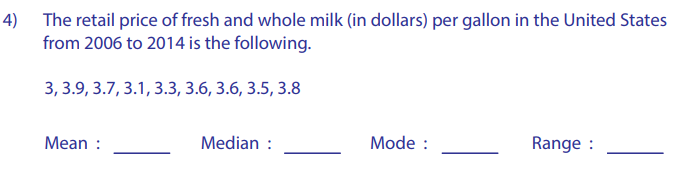 4) The retail price of fresh and whole milk (in dollars) per gallon in the United States
from 2006 to 2014 is the following.
3, 3.9, 3.7, 3.1, 3.3, 3.6, 3.6, 3.5, 3.8
Mean : ______ Median : ______ Mode : ______ Range : ______